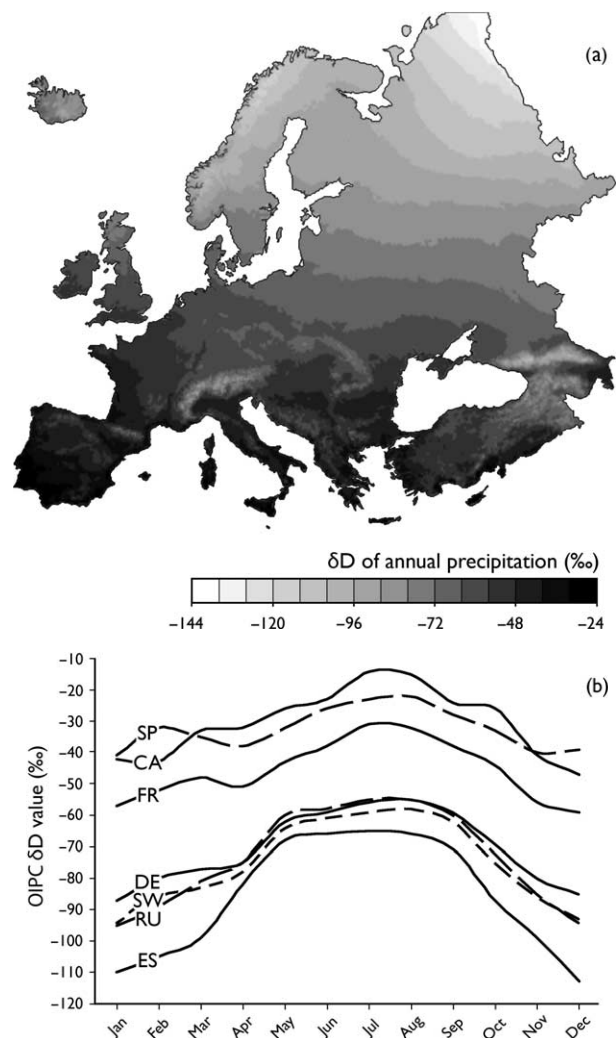 (a)
δD of annual precipitation (‰)
−144 −120 −96 −72 −48 −24
(b)
OIPC δD value (‰)
−10
−20
−30
−40
−50
−60
−70
−80
−90
−100
−110
−120
SP
CA
FR
DE
SW
RU
ES
Jan Feb Mar Apr May Jun Jul Aug Sep Oct Nov Dec